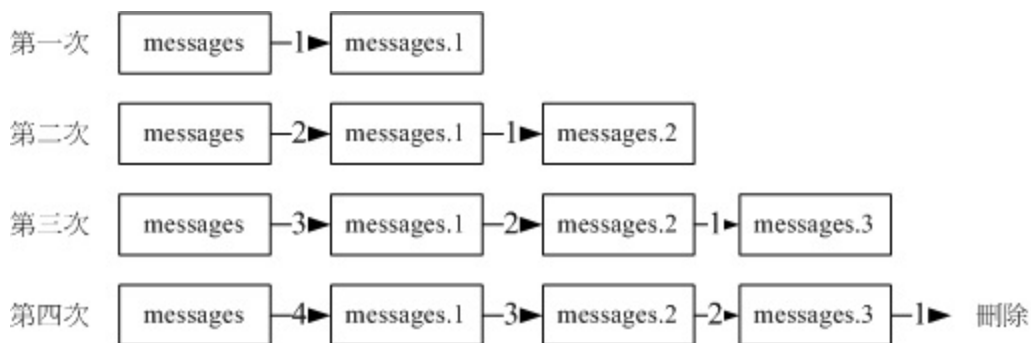 第一次 messages 1 messages.1
第二次 messages 2 messages.1 1 messages.2
第三次 messages 3 messages.1 2 messages.2 1 messages.3
第四次 messages 4 messages.1 3 messages.2 2 messages.3 1 刪除